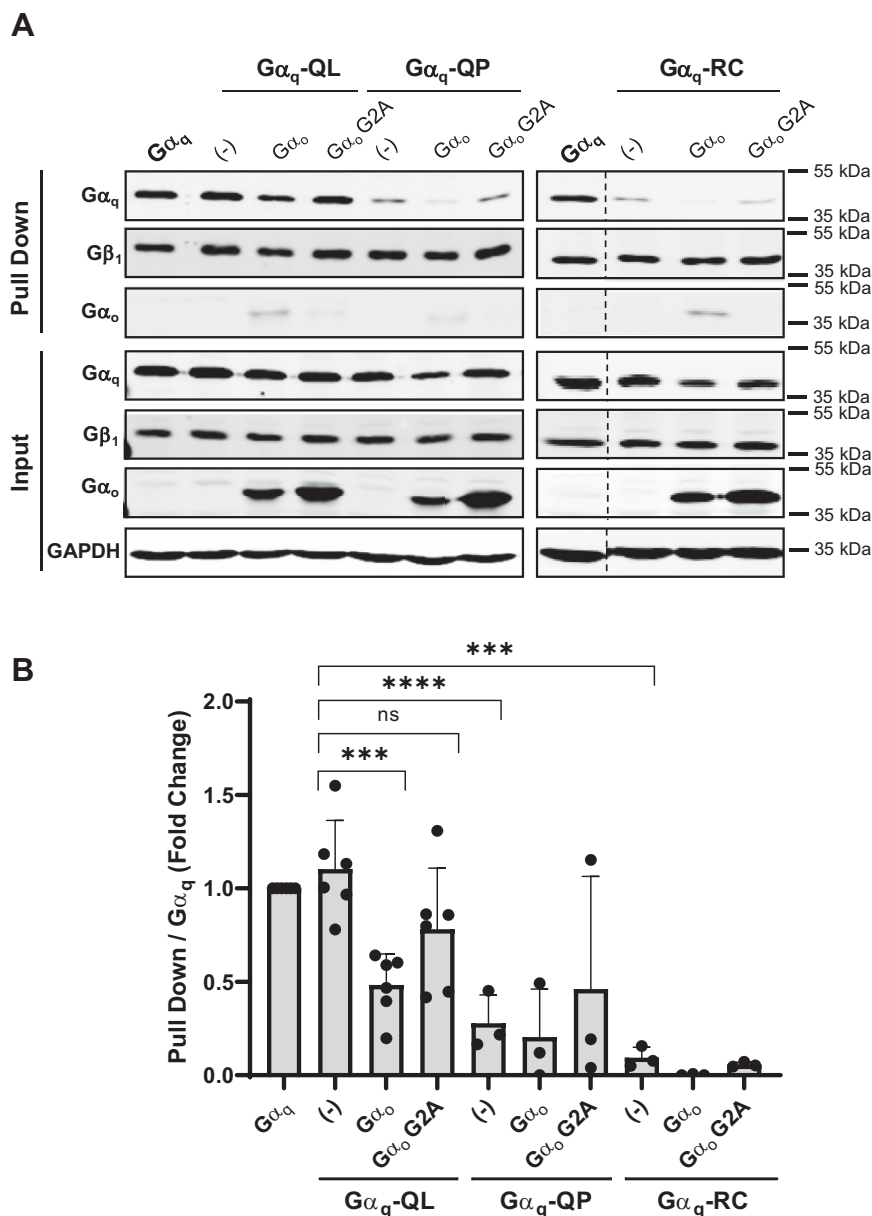 A
Gαq-QL Gαq-QP Gαq-RC
Gαq (-) Gαo Gαo G2A (-) Gαo Gαo G2A Gαq (-) Gαo Gαo G2A
Pull Down
Gαq 55 kDa
35 kDa
Gβ1 55 kDa
35 kDa
Gαo 55 kDa
35 kDa
Input
Gαq 55 kDa
35 kDa
Gβ1 55 kDa
35 kDa
Gαo 55 kDa
35 kDa
GAPDH 35 kDa
B
***
****
ns
***
Pull Down / Gαq (Fold Change)
2.0
1.5
1.0
0.5
0.0
Gαq (-) Gαo Gαo G2A (-) Gαo Gαo G2A (-) Gαo Gαo G2A
Gαq-QL Gαq-QP Gαq-RC